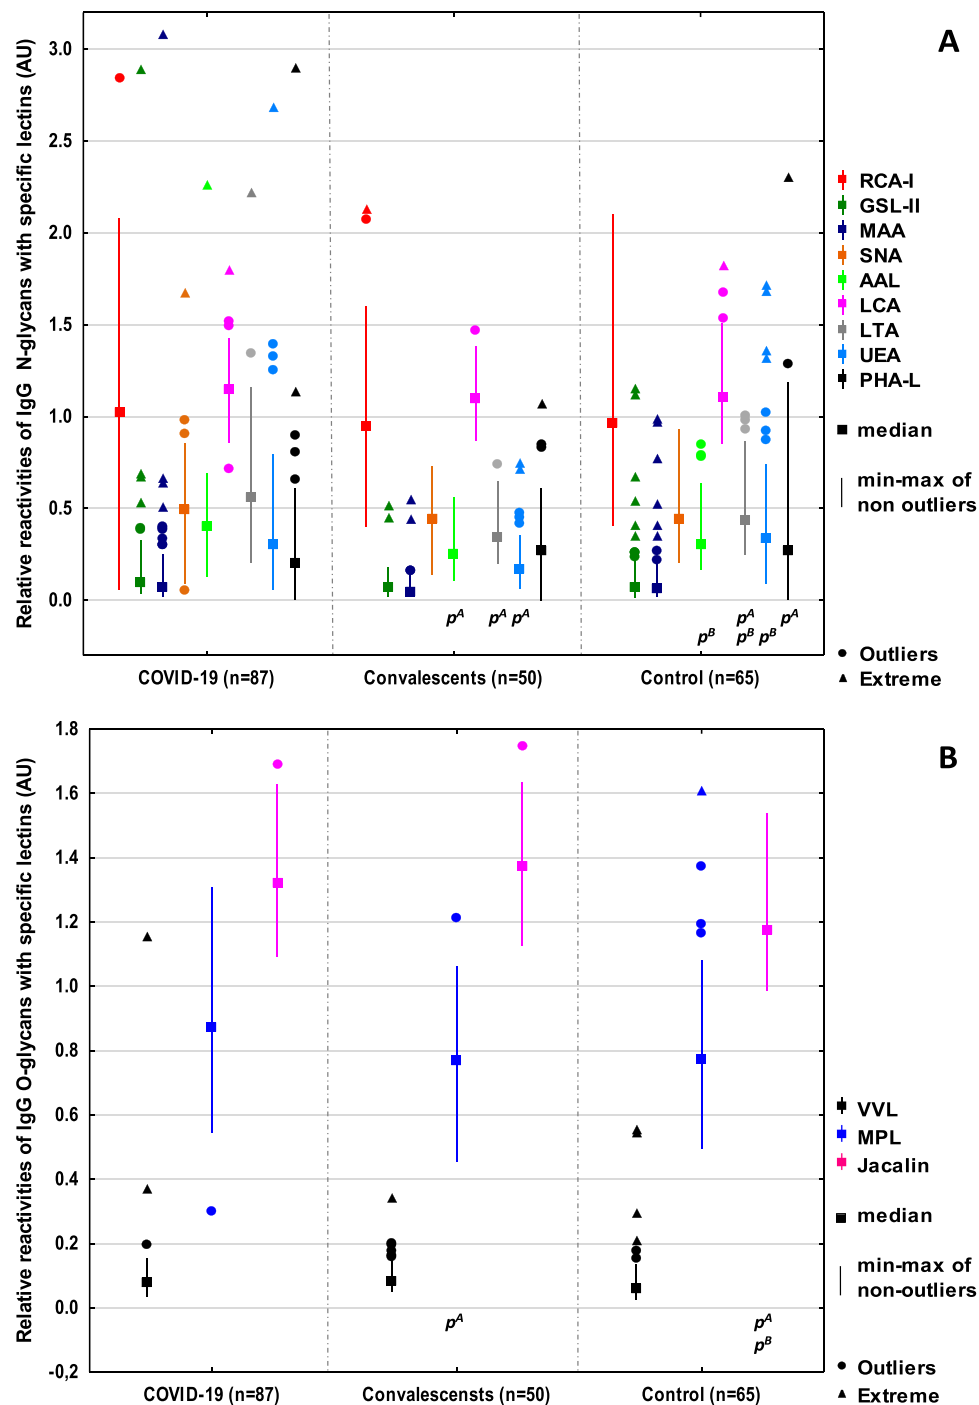 Relative reactivities of IgG N-glycans with specific lectins (AU)
A
3.0
2.5
2.0
1.5
1.0
0.5
0.0
RCA-I
GSL-II
MAA
SNA
AAL
LCA
LTA
UEA
PHA-L
median
min-max of
non outliers
Outliers
Extreme
pA pA pA
pB pA pB pB pA
COVID-19 (n=87) Convalescents (n=50) Control (n=65)
Relative reactivities of IgG O-glycans with specific lectins (AU)
B
1.8
1.6
1.4
1.2
1.0
0.8
0.6
0.4
0.2
0.0
-0,2
VVL
MPL
Jacalin
median
min-max of
non-outliers
Outliers
Extreme
pA pA
pB
COVID-19 (n=87) Convalescensts (n=50) Control (n=65)